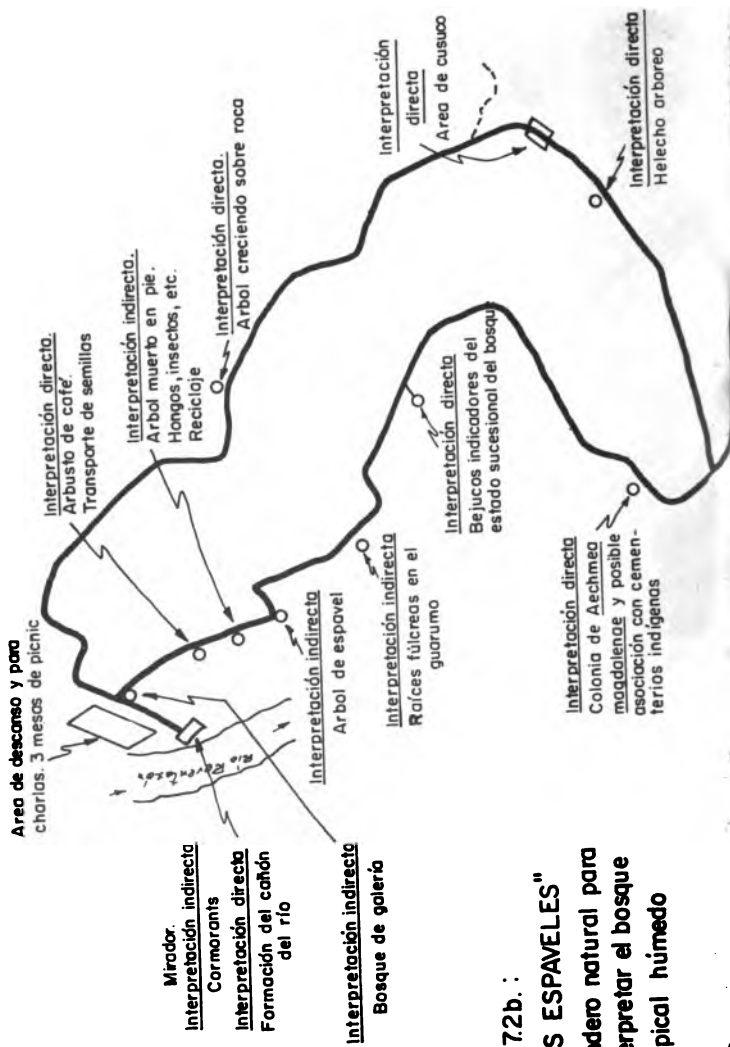 Area de descanso y para
charlas. 3 mesas de picnic
Interpretación directa.
Arbusto de café.
Transporte de semillas
Interpretación indirecta.
Arbol muerto en pie.
Hongos, insectos, etc.
Reciclaje
Interpretación directa.
Arbol creciendo sobre roca
Interpretación
directa
Area de cusuco
Interpretación directa
Helecho arboreo
Río Reventazón
Mirador.
Interpretación indirecta
Cormorants
Interpretación directa
Formación del cañón
del río
Interpretación indirecta
Bosque de galería
Interpretación indirecta
Arbol de espavel
Interpretación indirecta
Raíces fúlcreas en el
guarumo
Interpretación directa
Bejucos indicadores del
estado sucesional del bosque
Interpretación directa
Colonia de Aechmea
magdalenae y posible
asociación con cemen-
terios indígenas
7.2b. :
S ESPAVELES"
dero natural para
erpretar el bosque
pical húmedo